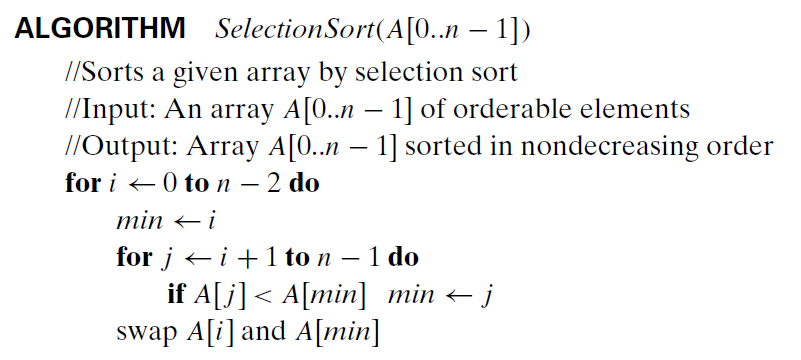 ALGORITHM SelectionSort(A[0..n − 1])
//Sorts a given array by selection sort
//Input: An array A[0..n − 1] of orderable elements
//Output: Array A[0..n − 1] sorted in nondecreasing order
for i ← 0 to n − 2 do
min ← i
for j ← i + 1 to n − 1 do
if A[j] < A[min] min ← j
swap A[i] and A[min]